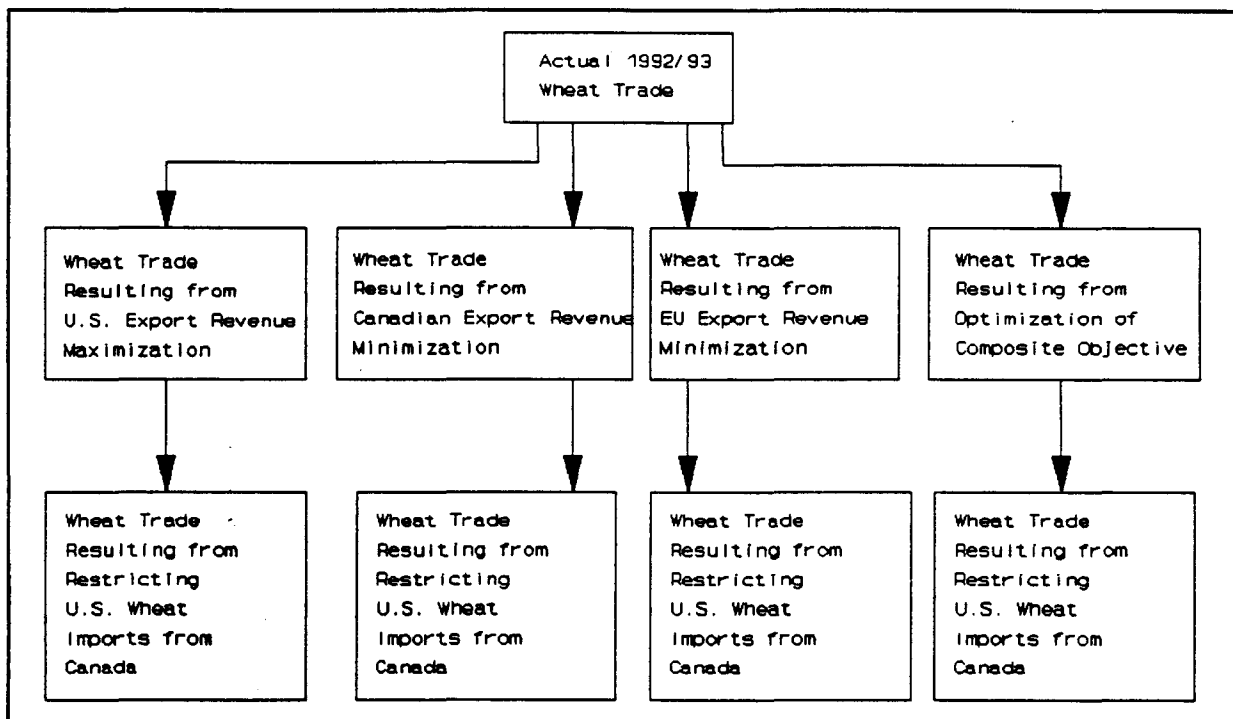 Actual 1992/93
Wheat Trade
Wheat Trade
Resulting from
U.S. Export Revenue
Maximization
Wheat Trade
Resulting from
Canadian Export Revenue
Minimization
Wheat Trade
Resulting from
EU Export Revenue
Minimization
Wheat Trade
Resulting from
Optimization of
Composite Objective
Wheat Trade
Resulting from
Restricting
U.S. Wheat
Imports from
Canada
Wheat Trade
Resulting from
Restricting
U.S. Wheat
Imports from
Canada
Wheat Trade
Resulting from
Restricting
U.S. Wheat
Imports from
Canada
Wheat Trade
Resulting from
Restricting
U.S. Wheat
Imports from
Canada